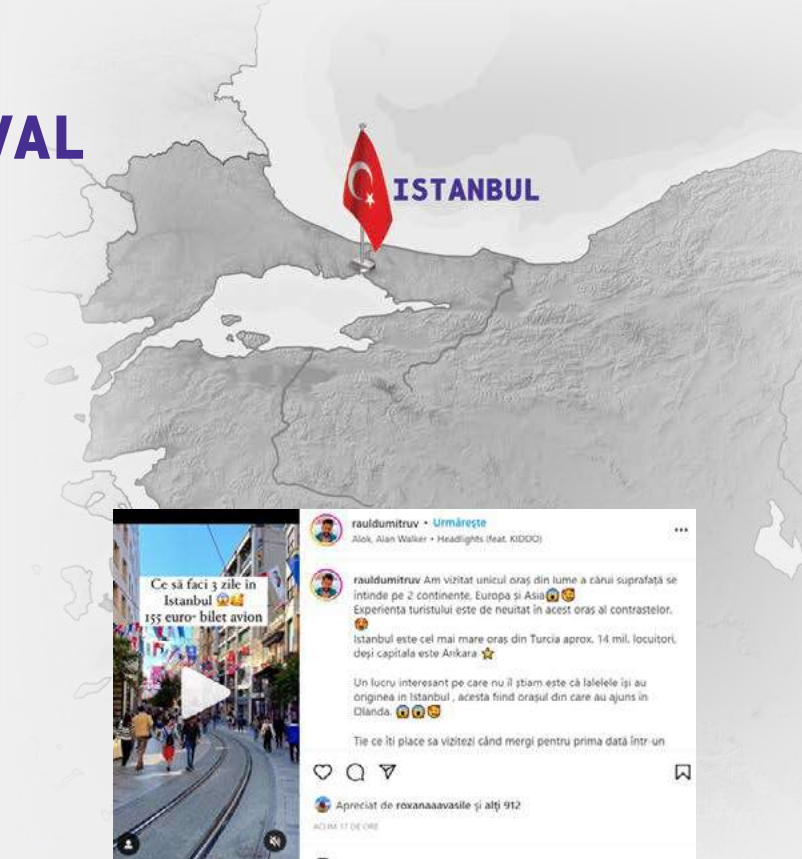 VAL
ISTANBUL
Ce să faci 3 zile în
Istanbul 😱🥰
155 euro- bilet avion
rauldumitruv • Urmărește
Alok, Alan Walker • Headlights (feat. KIDDO)
rauldumitruv Am vizitat unicul oraș din lume a cărui suprafață se
intinde pe 2 continente, Europa si Asia
Experiența turistului este de neuitat în acest oraș al contrastelor.
Istanbul este cel mai mare oraș din Turcia aprox. 14 mil. locuitori,
deși capitala este Ankara
Un lucru interesant pe care nu îl știam este că lalelele își au
originea in Istanbul , acesta fiind orașul din care au ajuns in
Olanda.
Tie ce îti place sa vizitezi când mergi pentru prima dată într-un
Apreciat de roxanaaavasile și alți 912
ACUM 17 DE ORE